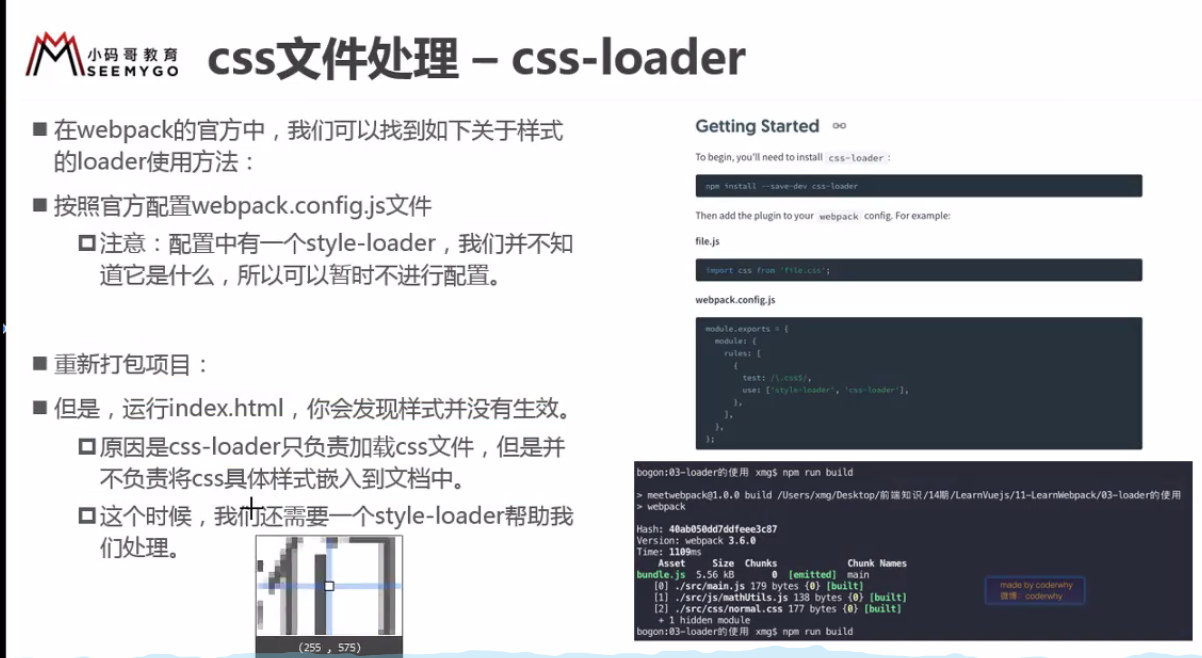 小码哥教育
SEEMYGO
css文件处理 – css-loader
■ 在webpack的官方中，我们可以找到如下关于样式
的loader使用方法：
■ 按照官方配置webpack.config.js文件
注意：配置中有一个style-loader，我们并不知
道它是什么，所以可以暂时不进行配置。
■ 重新打包项目：
■ 但是，运行index.html，你会发现样式并没有生效。
原因是css-loader只负责加载css文件，但是并
不负责将css具体样式嵌入到文档中。
这个时候，我们还需要一个style-loader帮助我
们处理。
(255 , 575)
Getting Started
To begin, you'll need to install css-loader :
npm install --save-dev css-loader
Then add the plugin to your webpack config. For example:
file.js
import css from 'file.css';
webpack.config.js
module.exports = {
module: {
rules: [
{
test: /\.css$/,
use: ['style-loader', 'css-loader'],
},
],
},
};
bogon:03-loader的使用 xmg$ npm run build
> meetwebpack@1.0.0 build /Users/xmg/Desktop/前端知识/14期/LearnVuejs/11-LearnWebpack/03-loader的使用
> webpack
Hash: 40ab050dd7ddfeee3c87
Version: webpack 3.6.0
Time: 1109ms
Asset Size Chunks Chunk Names
bundle.js 5.56 kB 0 [emitted] main
[0] ./src/main.js 179 bytes {0} [built]
[1] ./src/js/mathUtils.js 138 bytes {0} [built]
[2] ./src/css/normal.css 177 bytes {0} [built]
+ 1 hidden module
bogon:03-loader的使用 xmg$ npm run build
made by coderwhy
微博：coderwhy